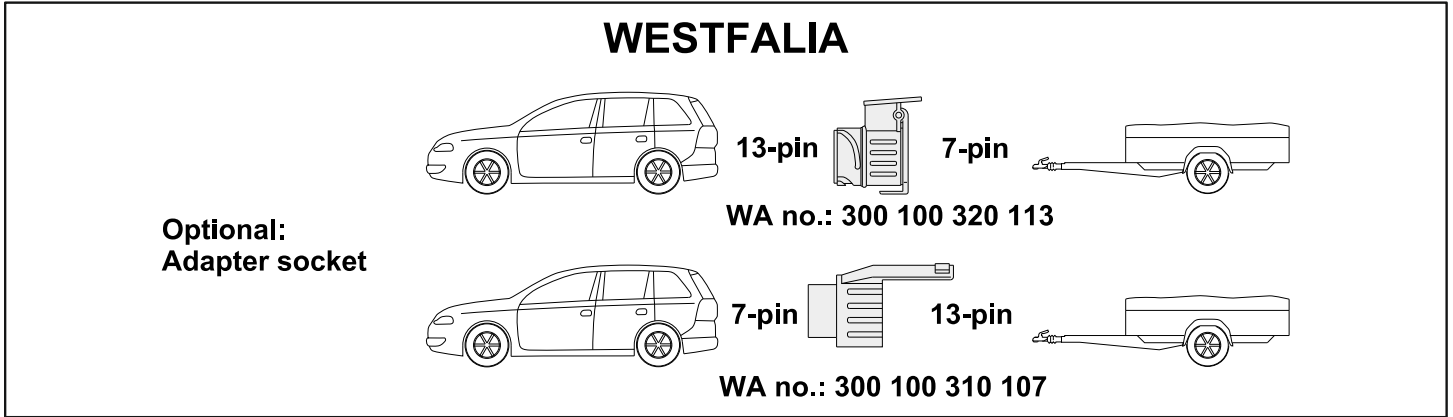 WESTFALIA
13-pin 7-pin
WA no.: 300 100 320 113
Optional:
Adapter socket
7-pin 13-pin
WA no.: 300 100 310 107